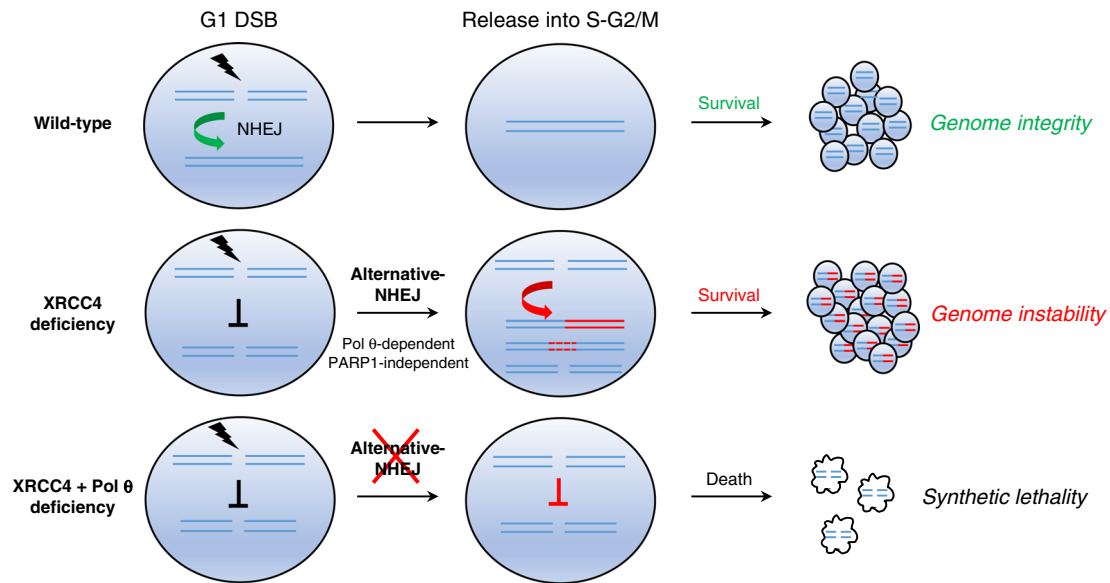 G1 DSB
Release into S-G2/M
Wild-type
NHEJ
Survival
Genome integrity
XRCC4
deficiency
Alternative-
NHEJ
Pol θ-dependent
PARP1-independent
Survival
Genome instability
XRCC4 + Pol θ
deficiency
Alternative-
NHEJ
Death
Synthetic lethality